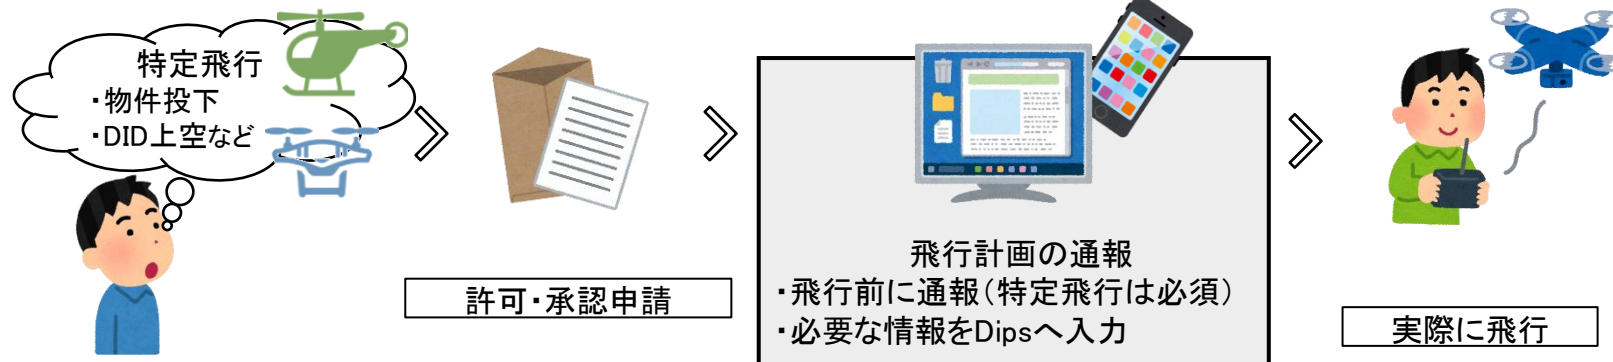 特定飛行
・物件投下
・DID上空など
許可・承認申請
飛行計画の通報
・飛行前に通報(特定飛行は必須)
・必要な情報をDipsへ入力
実際に飛行